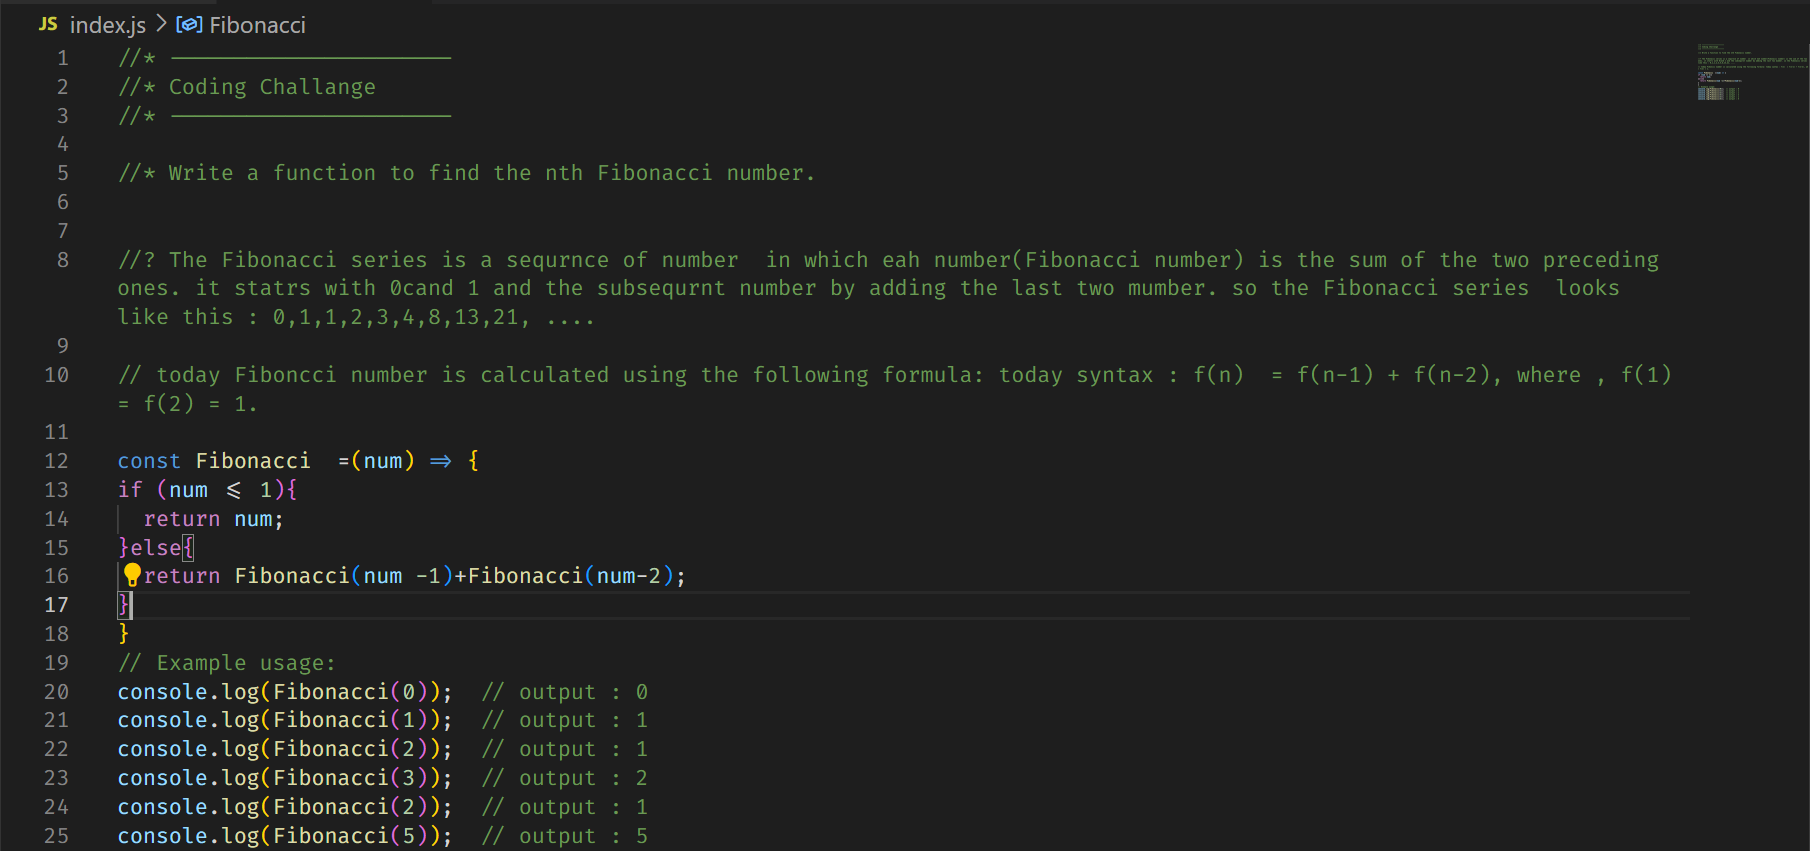 JS index.js > Fibonacci
1 //* ----------------------
2 //* Coding Challange
3 //* ----------------------
4
5 //* Write a function to find the nth Fibonacci number.
6
7
8 //? The Fibonacci series is a sequrnce of number  in which eah number(Fibonacci number) is the sum of the two preceding
ones. it statrs with 0cand 1 and the subsequrnt number by adding the last two mumber. so the Fibonacci series  looks
like this : 0,1,1,2,3,4,8,13,21, ....
9
10 // today Fiboncci number is calculated using the following formula: today syntax : f(n)  = f(n-1) + f(n-2), where , f(1)
= f(2) = 1.
11
12 const Fibonacci  =(num) => {
13 if (num <= 1){
14   return num;
15 }else{
16   return Fibonacci(num -1)+Fibonacci(num-2);
17 }
18 }
19 // Example usage:
20 console.log(Fibonacci(0));  // output : 0
21 console.log(Fibonacci(1));  // output : 1
22 console.log(Fibonacci(2));  // output : 1
23 console.log(Fibonacci(3));  // output : 2
24 console.log(Fibonacci(2));  // output : 1
25 console.log(Fibonacci(5));  // output : 5